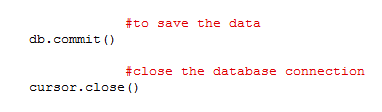 #to save the data
db.commit()
#close the database connection
cursor.close()